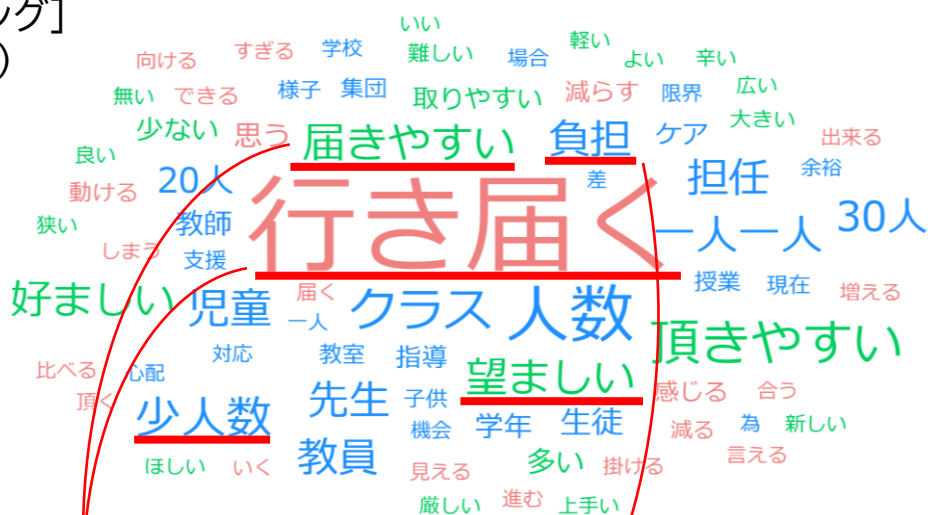 ング]
)
いい
向ける すぎる 学校 難しい 場合 軽い よい 辛い
無い できる 様子 集団 取りやすい 減らす 限界 広い
少ない 思う 届きやすい 負担 ケア 大きい 出来る
良い 動ける 20人 差 担任 余裕
狭い 教師 行き届く 一人一人 30人
しまう 支援 授業 現在 増える
好ましい 児童 届く 一人 クラス 人数 頂きやすい
比べる 心配 対応 教室 指導 望ましい 感じる 合う
頂く 少人数 先生 子供 機会 学年 生徒 減る 為 新しい
ほしい いく 教員 見える 多い 掛ける 言える
厳しい 進む 上手い